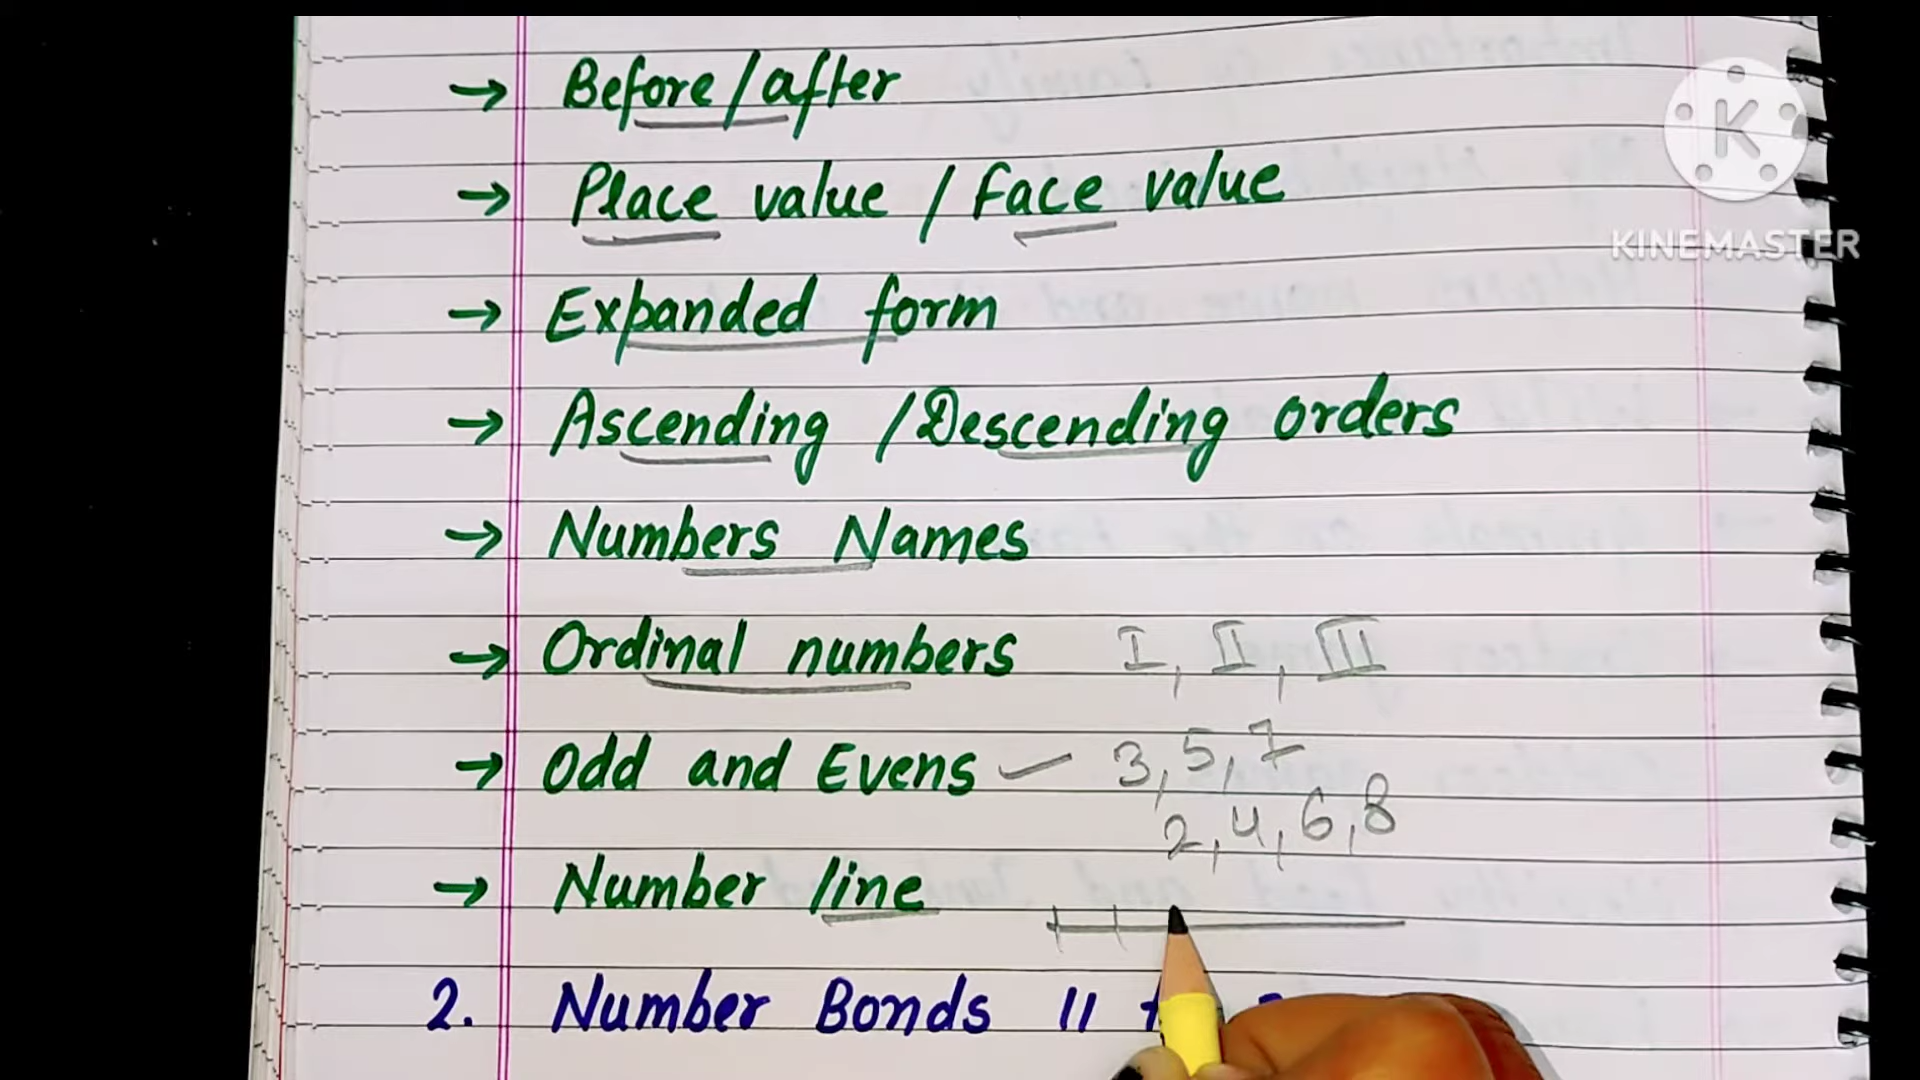 → Before/after
→ Place value / Face value
→ Expanded form
→ Ascending /Descending orders
→ Numbers Names
→ Ordinal numbers I, II, III
→ Odd and Evens — 3, 5, 7
2, 4, 6, 8
→ Number line
2. Number Bonds 11
K
KINEMASTER